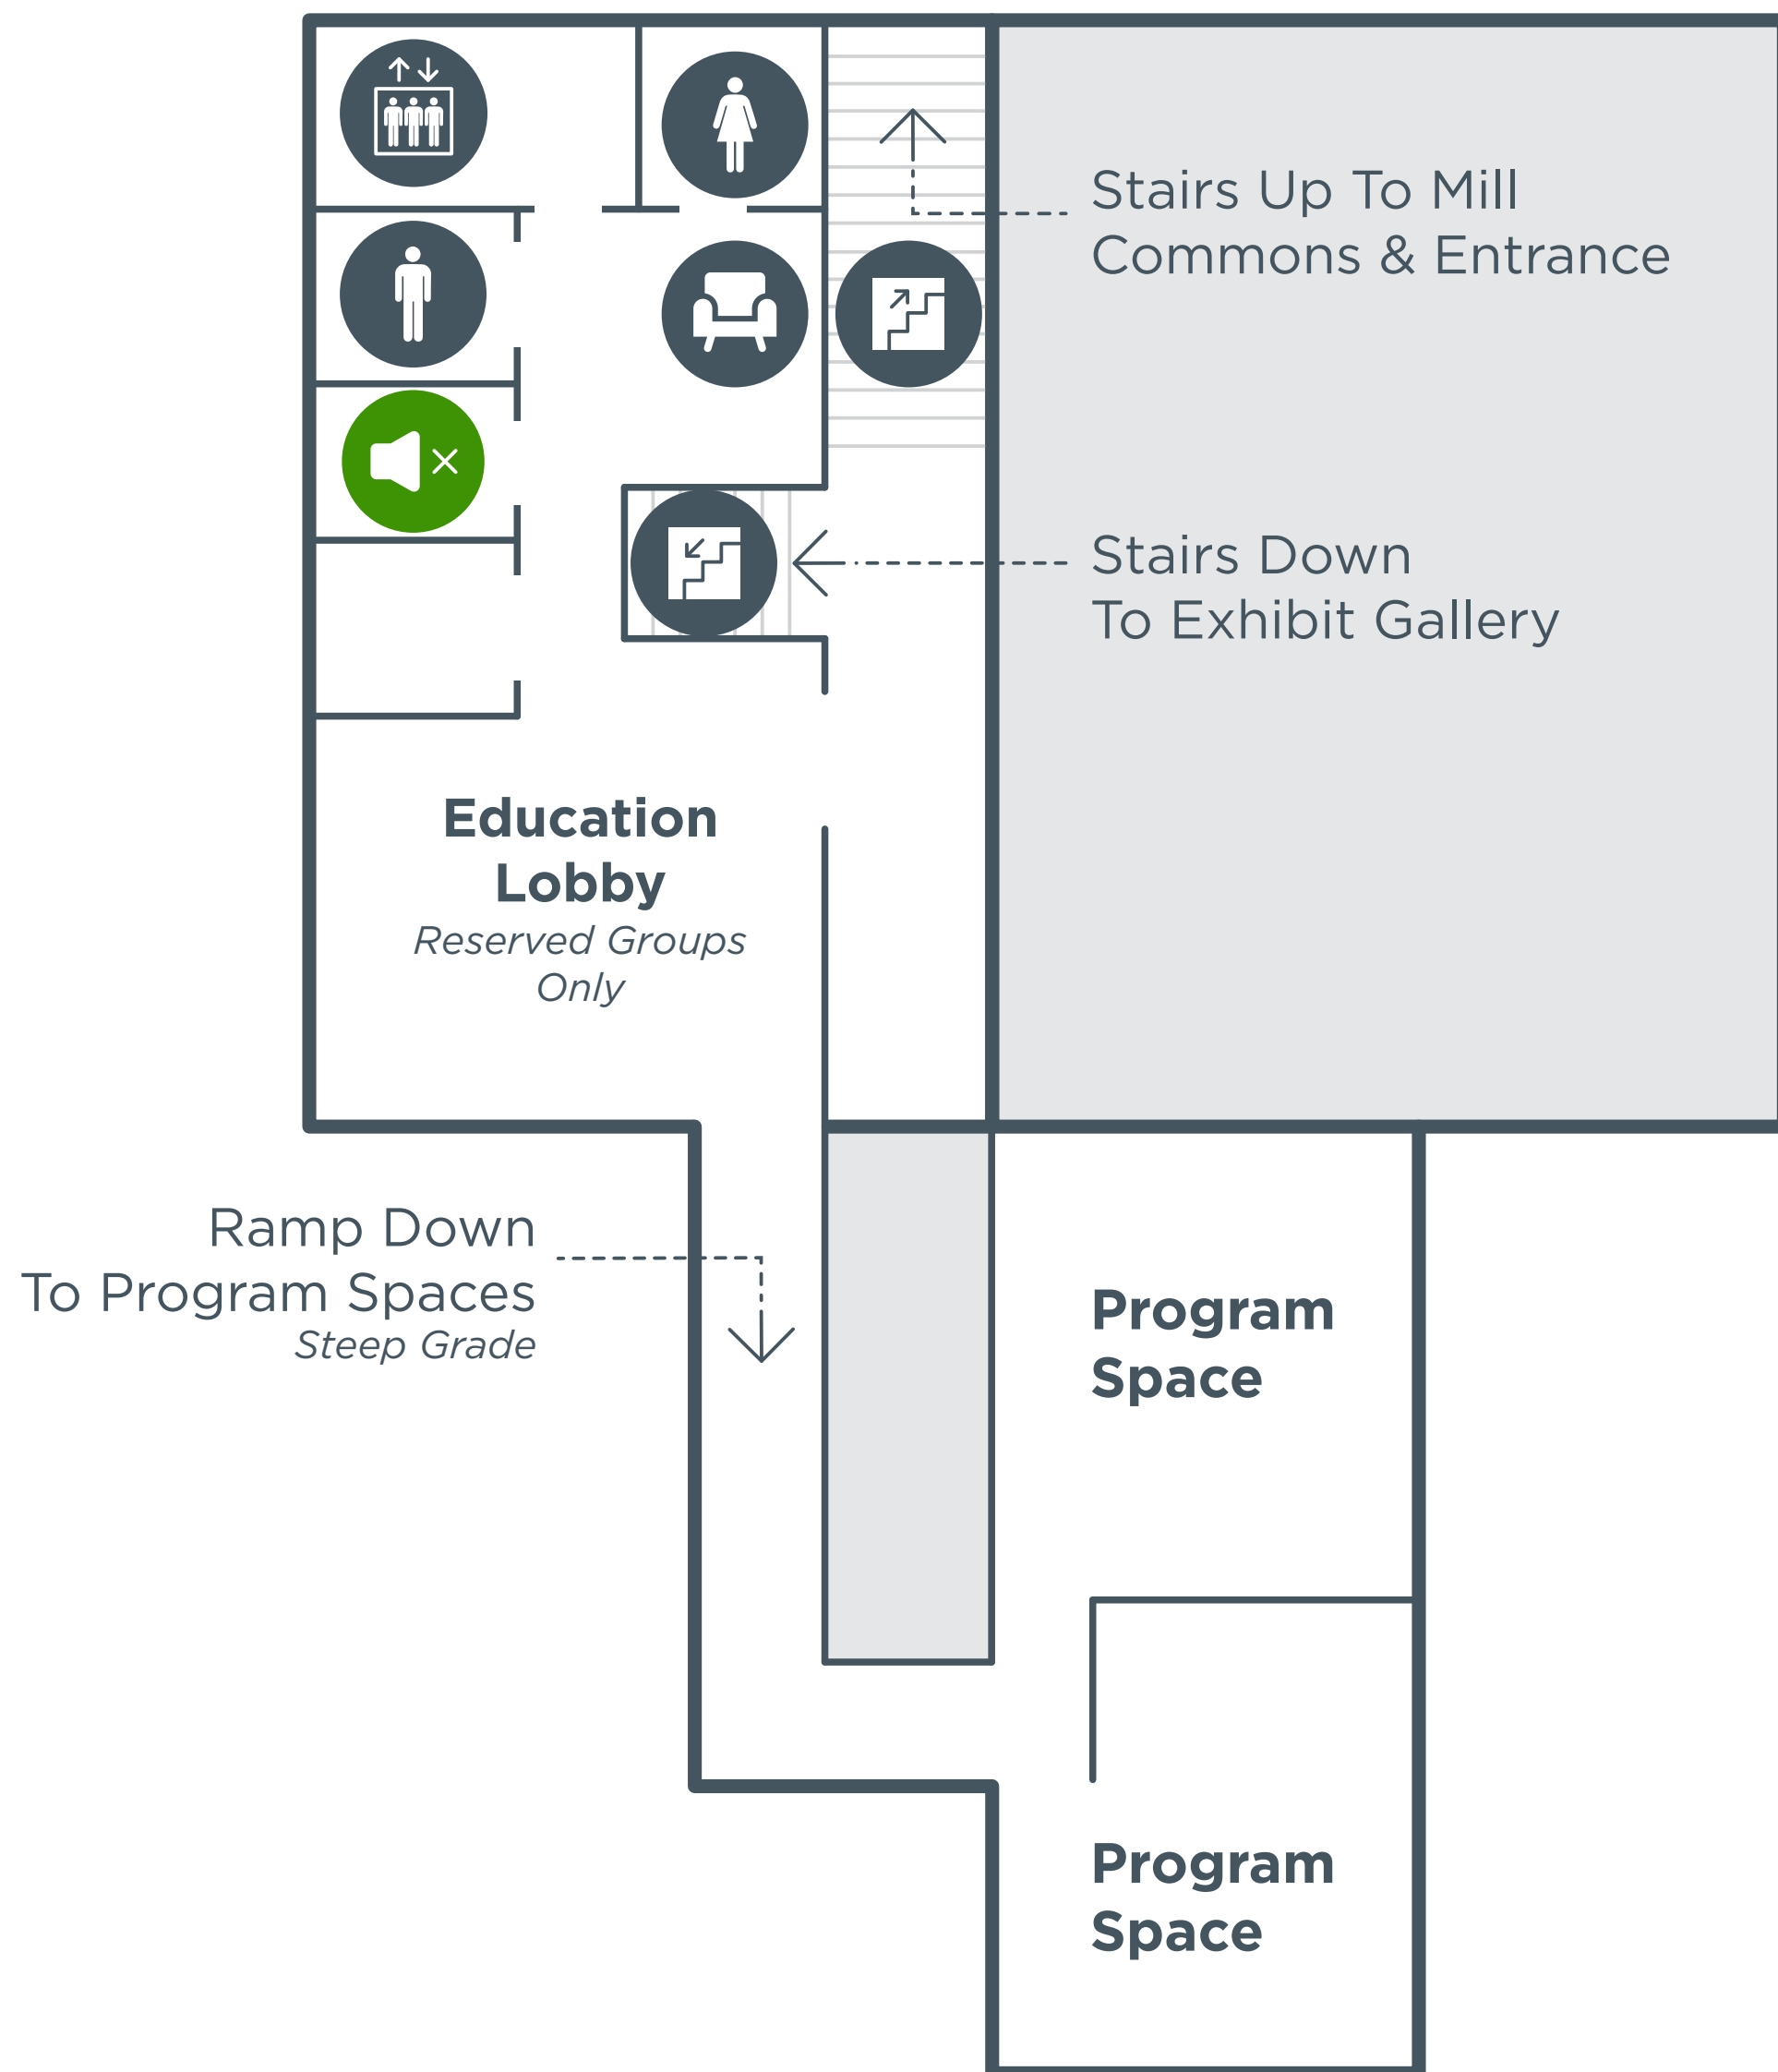 Stairs Up To Mill
Commons & Entrance
Stairs Down
To Exhibit Gallery
Education
Lobby
Reserved Groups
Only
Ramp Down
To Program Spaces
Steep Grade
Program
Space
Program
Space